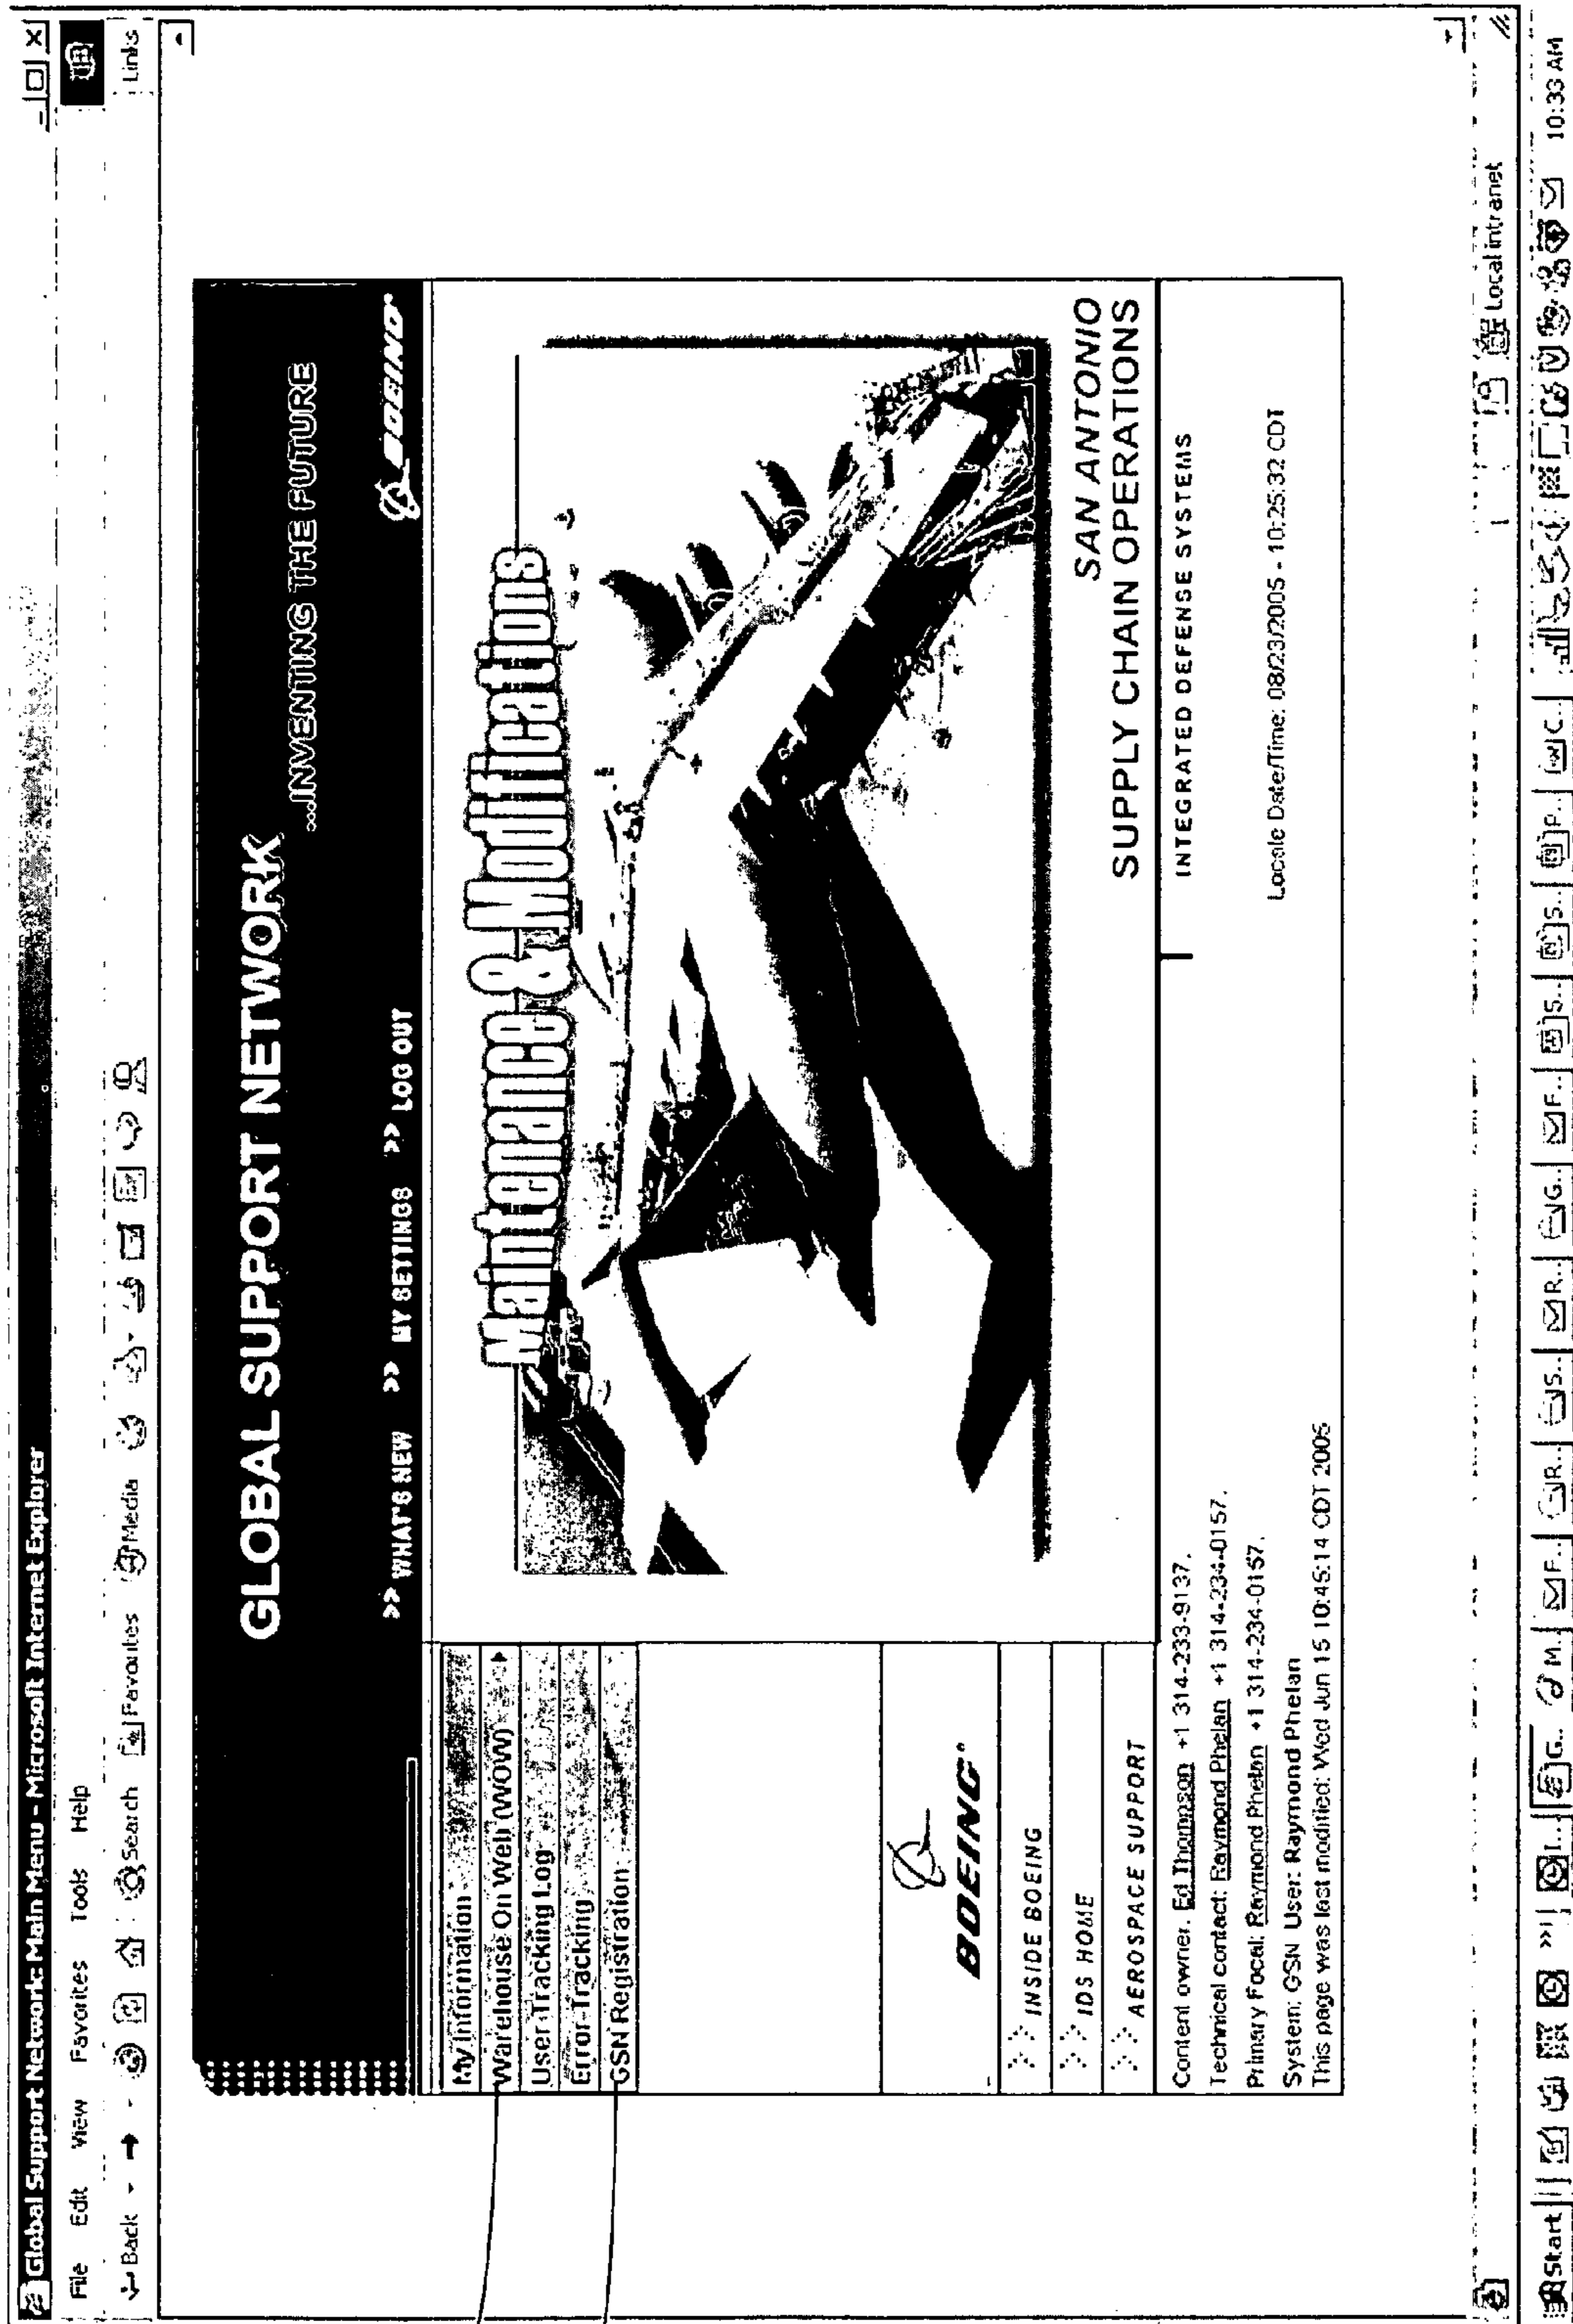 Global Support Network: Main Menu - Microsoft Internet Explorer
File Edit View Favorites Tools Help
Back Search Favorites Media
Links
GLOBAL SUPPORT NETWORK
...INVENTING THE FUTURE
>> WHAT'S NEW >> MY SETTINGS >> LOG OUT
BOEING
My Information
Warehouse On Web (WOW)
User Tracking Log
Error Tracking
GSN Registration
Maintenance & Modifications
BOEING
INSIDE BOEING
IDS HOME
AEROSPACE SUPPORT
SAN ANTONIO
SUPPLY CHAIN OPERATIONS
INTEGRATED DEFENSE SYSTEMS
Content owner: Ed Thompson +1 314-233-9137.
Technical contact: Raymond Phelan +1 314-234-0157.
Primary Focal: Raymond Phelan +1 314-234-0157.
System: GSN User: Raymond Phelan
This page was last modified: Wed Jun 15 10:45:14 CDT 2005
Locale Date/Time: 08/23/2005 - 10:25:32 CDT
Local intranet
Start I.. G.. M.. F.. R.. S.. R.. G.. F.. S.. S.. P.. C.. 10:33 AM